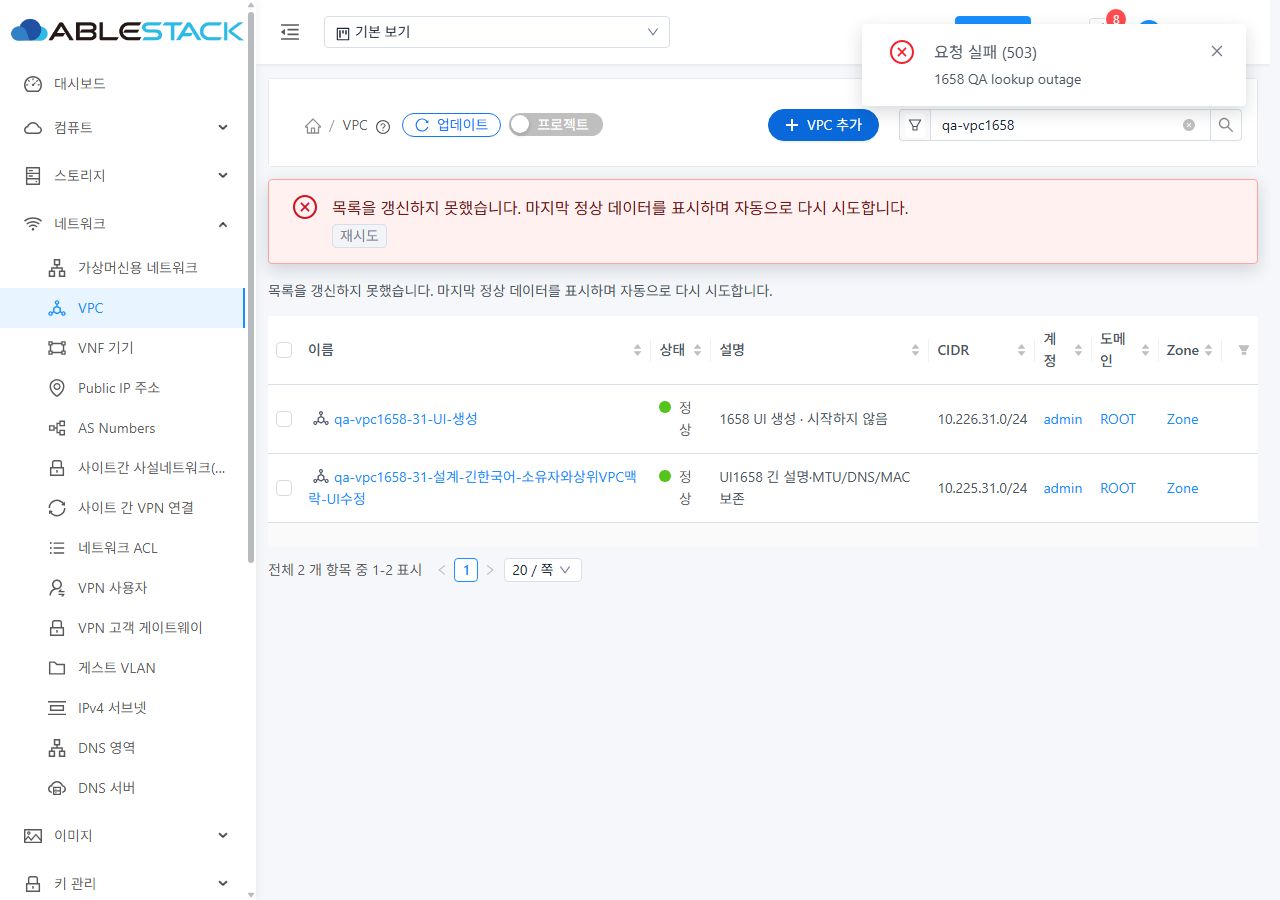 ABLESTACK
기본 보기
8
요청 실패 (503)
1658 QA lookup outage
대시보드
컴퓨트
스토리지
네트워크
가상머신용 네트워크
VPC
VNF 기기
Public IP 주소
AS Numbers
사이트간 사설네트워크(...
사이트 간 VPN 연결
네트워크 ACL
VPN 사용자
VPN 고객 게이트웨이
게스트 VLAN
IPv4 서브넷
DNS 영역
DNS 서버
이미지
키 관리
/ VPC
업데이트
프로젝트
VPC 추가
qa-vpc1658
목록을 갱신하지 못했습니다. 마지막 정상 데이터를 표시하며 자동으로 다시 시도합니다.
재시도
목록을 갱신하지 못했습니다. 마지막 정상 데이터를 표시하며 자동으로 다시 시도합니다.
이름 상태 설명 CIDR 계정 도메인 Zone
qa-vpc1658-31-UI-생성 정상 1658 UI 생성 · 시작하지 않음 10.226.31.0/24 admin ROOT Zone
qa-vpc1658-31-설계-긴한국어-소유자와상위VPC맥락-UI수정 정상 UI1658 긴 설명·MTU/DNS/MAC 보존 10.225.31.0/24 admin ROOT Zone
전체 2 개 항목 중 1-2 표시 1 20 / 쪽